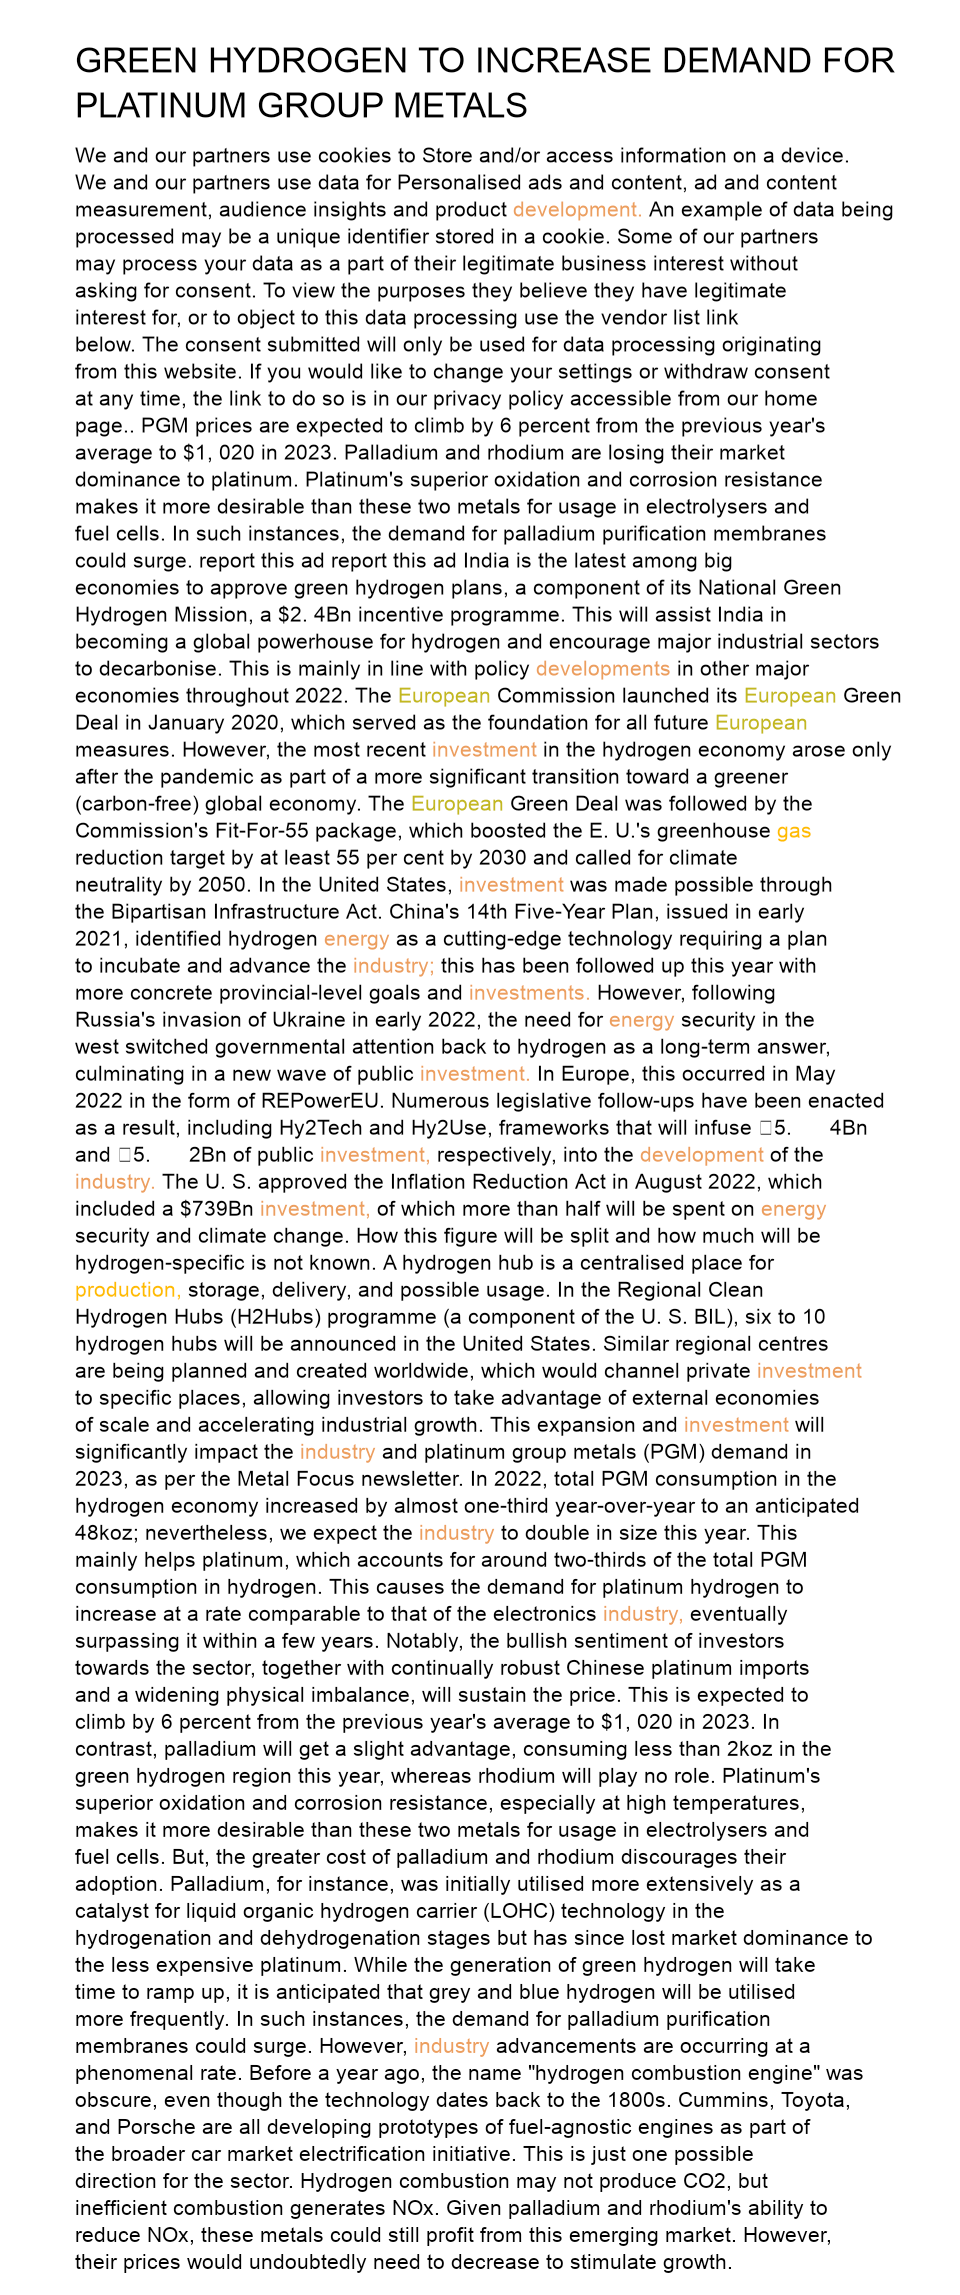 GREEN HYDROGEN TO INCREASE DEMAND FOR
PLATINUM GROUP METALS
We and our partners use cookies to Store and/or access information on a device.
We and our partners use data for Personalised ads and content, ad and content
measurement, audience insights and product development. An example of data being
processed may be a unique identifier stored in a cookie. Some of our partners
may process your data as a part of their legitimate business interest without
asking for consent. To view the purposes they believe they have legitimate
interest for, or to object to this data processing use the vendor list link
below. The consent submitted will only be used for data processing originating
from this website. If you would like to change your settings or withdraw consent
at any time, the link to do so is in our privacy policy accessible from our home
page.. PGM prices are expected to climb by 6 percent from the previous year's
average to $1, 020 in 2023. Palladium and rhodium are losing their market
dominance to platinum. Platinum's superior oxidation and corrosion resistance
makes it more desirable than these two metals for usage in electrolysers and
fuel cells. In such instances, the demand for palladium purification membranes
could surge. report this ad report this ad India is the latest among big
economies to approve green hydrogen plans, a component of its National Green
Hydrogen Mission, a $2. 4Bn incentive programme. This will assist India in
becoming a global powerhouse for hydrogen and encourage major industrial sectors
to decarbonise. This is mainly in line with policy developments in other major
economies throughout 2022. The European Commission launched its European Green
Deal in January 2020, which served as the foundation for all future European
measures. However, the most recent investment in the hydrogen economy arose only
after the pandemic as part of a more significant transition toward a greener
(carbon-free) global economy. The European Green Deal was followed by the
Commission's Fit-For-55 package, which boosted the E. U.'s greenhouse gas
reduction target by at least 55 per cent by 2030 and called for climate
neutrality by 2050. In the United States, investment was made possible through
the Bipartisan Infrastructure Act. China's 14th Five-Year Plan, issued in early
2021, identified hydrogen energy as a cutting-edge technology requiring a plan
to incubate and advance the industry; this has been followed up this year with
more concrete provincial-level goals and investments. However, following
Russia's invasion of Ukraine in early 2022, the need for energy security in the
west switched governmental attention back to hydrogen as a long-term answer,
culminating in a new wave of public investment. In Europe, this occurred in May
2022 in the form of REPowerEU. Numerous legislative follow-ups have been enacted
as a result, including Hy2Tech and Hy2Use, frameworks that will infuse 5. 4Bn
and 5. 2Bn of public investment, respectively, into the development of the
industry. The U. S. approved the Inflation Reduction Act in August 2022, which
included a $739Bn investment, of which more than half will be spent on energy
security and climate change. How this figure will be split and how much will be
hydrogen-specific is not known. A hydrogen hub is a centralised place for
production, storage, delivery, and possible usage. In the Regional Clean
Hydrogen Hubs (H2Hubs) programme (a component of the U. S. BIL), six to 10
hydrogen hubs will be announced in the United States. Similar regional centres
are being planned and created worldwide, which would channel private investment
to specific places, allowing investors to take advantage of external economies
of scale and accelerating industrial growth. This expansion and investment will
significantly impact the industry and platinum group metals (PGM) demand in
2023, as per the Metal Focus newsletter. In 2022, total PGM consumption in the
hydrogen economy increased by almost one-third year-over-year to an anticipated
48koz; nevertheless, we expect the industry to double in size this year. This
mainly helps platinum, which accounts for around two-thirds of the total PGM
consumption in hydrogen. This causes the demand for platinum hydrogen to
increase at a rate comparable to that of the electronics industry, eventually
surpassing it within a few years. Notably, the bullish sentiment of investors
towards the sector, together with continually robust Chinese platinum imports
and a widening physical imbalance, will sustain the price. This is expected to
climb by 6 percent from the previous year's average to $1, 020 in 2023. In
contrast, palladium will get a slight advantage, consuming less than 2koz in the
green hydrogen region this year, whereas rhodium will play no role. Platinum's
superior oxidation and corrosion resistance, especially at high temperatures,
makes it more desirable than these two metals for usage in electrolysers and
fuel cells. But, the greater cost of palladium and rhodium discourages their
adoption. Palladium, for instance, was initially utilised more extensively as a
catalyst for liquid organic hydrogen carrier (LOHC) technology in the
hydrogenation and dehydrogenation stages but has since lost market dominance to
the less expensive platinum. While the generation of green hydrogen will take
time to ramp up, it is anticipated that grey and blue hydrogen will be utilised
more frequently. In such instances, the demand for palladium purification
membranes could surge. However, industry advancements are occurring at a
phenomenal rate. Before a year ago, the name "hydrogen combustion engine" was
obscure, even though the technology dates back to the 1800s. Cummins, Toyota,
and Porsche are all developing prototypes of fuel-agnostic engines as part of
the broader car market electrification initiative. This is just one possible
direction for the sector. Hydrogen combustion may not produce CO2, but
inefficient combustion generates NOx. Given palladium and rhodium's ability to
reduce NOx, these metals could still profit from this emerging market. However,
their prices would undoubtedly need to decrease to stimulate growth.